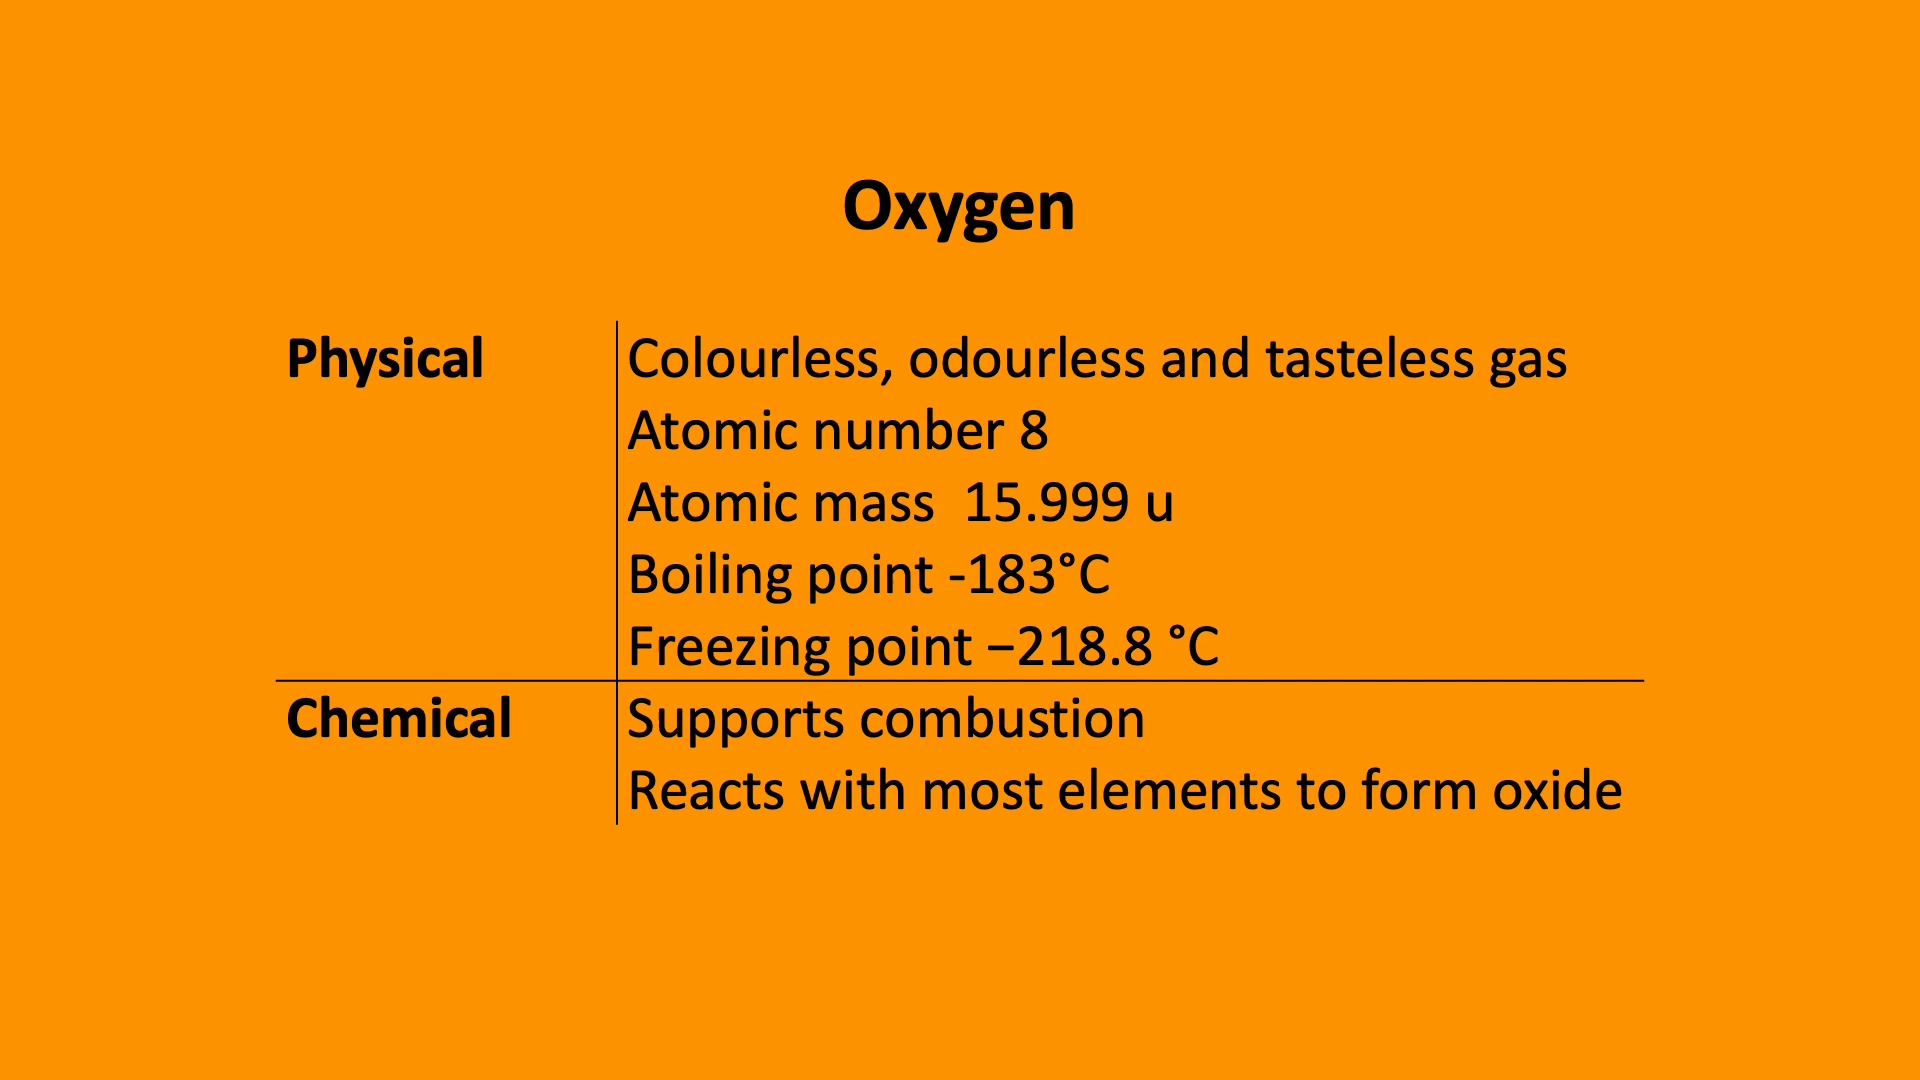 Oxygen
Physical
Colourless, odourless and tasteless gas
Atomic number 8
Atomic mass  15.999 u
Boiling point -183°C
Freezing point −218.8 °C
Chemical
Supports combustion
Reacts with most elements to form oxide